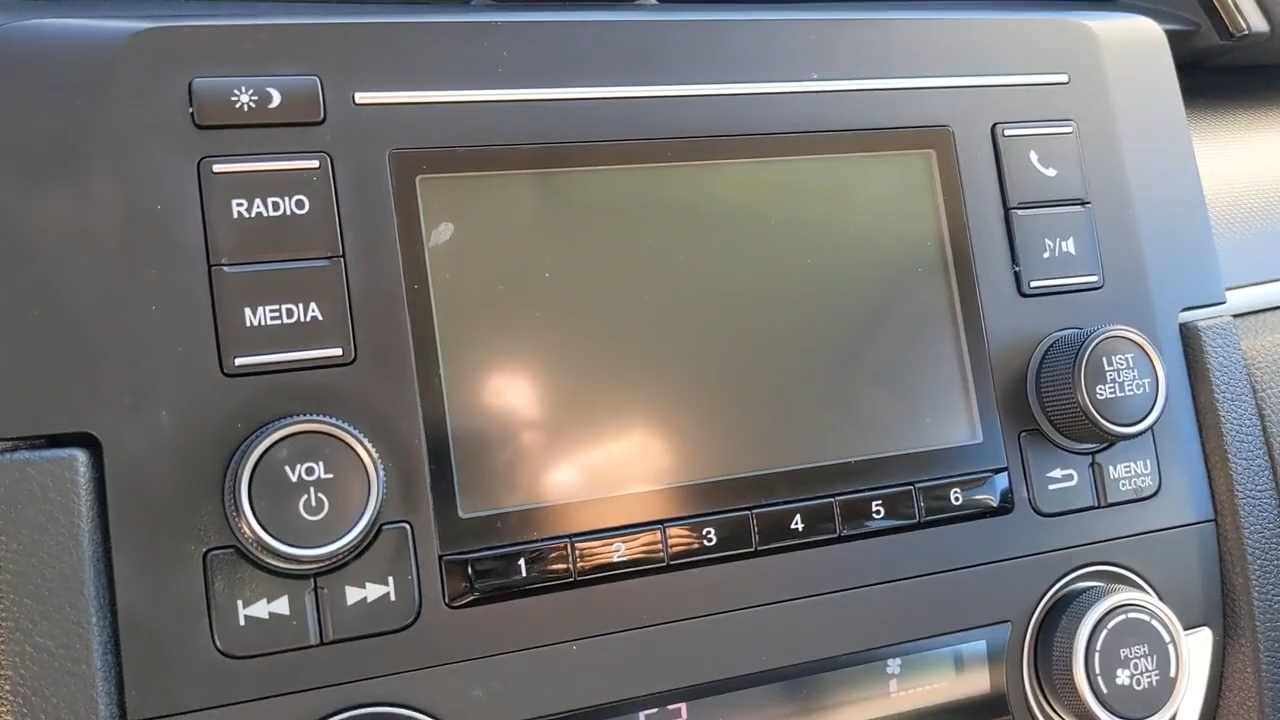 RADIO
MEDIA
VOL
1 2 3 4 5 6
LIST
PUSH
SELECT
MENU
CLOCK
PUSH
ON/
OFF